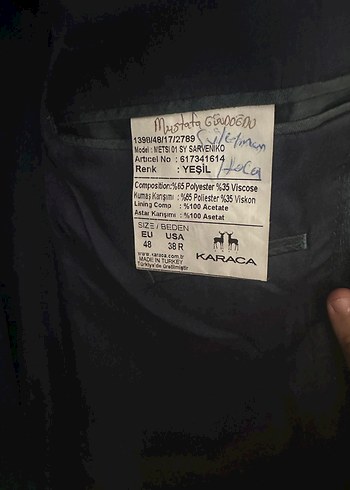 Mustafa
1398/48/17/2789
Model : METSI 01 SY SARVENIKO
Articel No : 617341614
Renk : YEŞİL
Composition:%65 Polyester %35 Viscose
Kumaş Karışımı : %65 Poliester %35 Viskon
Lining Comp : %100 Acetate
Astar Karışımı : %100 Asetat
SIZE / BEDEN
EU USA
48 38 R
KARACA
www.karaca.com.tr
MADE IN TURKEY
Türkiye'de üretilmiştir